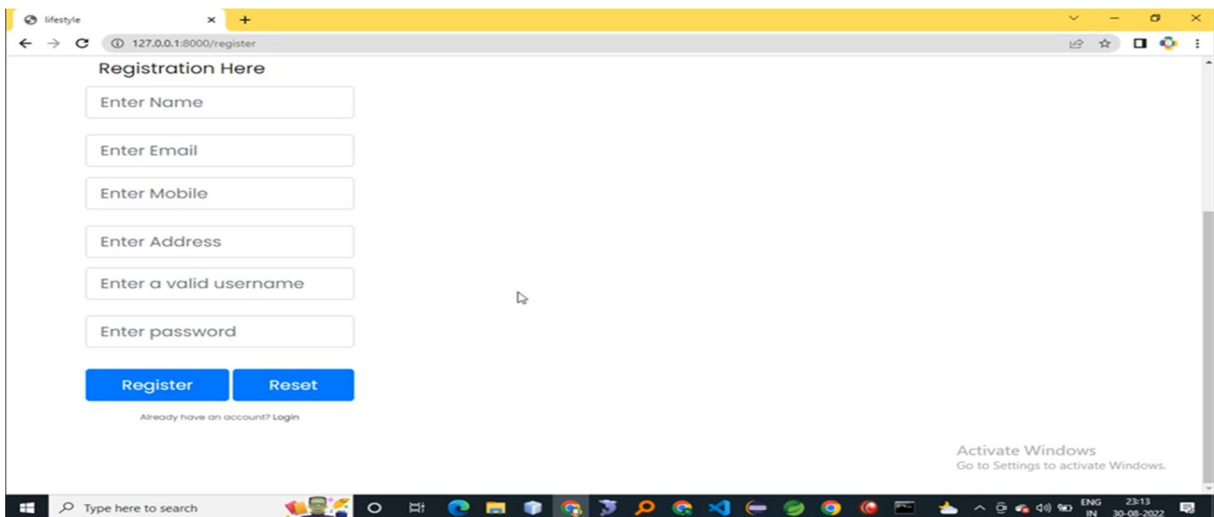 lifestyle
127.0.0.1:8000/register
Registration Here
Enter Name
Enter Email
Enter Mobile
Enter Address
Enter a valid username
Enter password
Register Reset
Already have an account? Login
Activate Windows
Go to Settings to activate Windows.
Type here to search
ENG 23:13
IN 30-08-2022